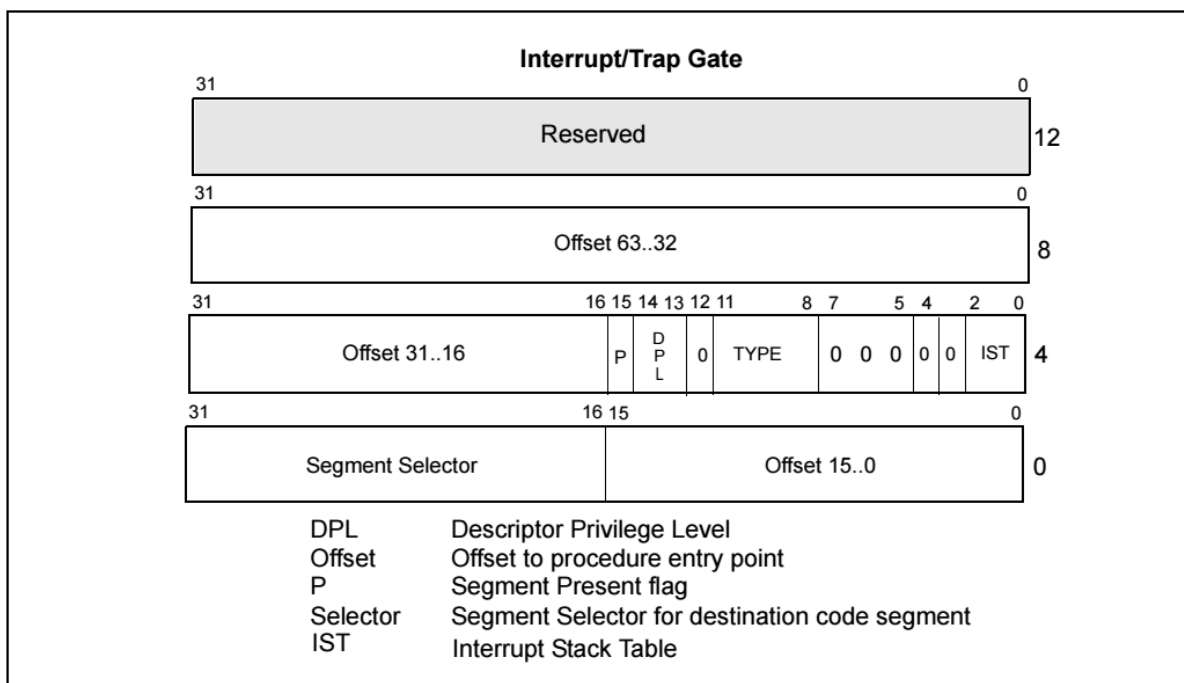 Interrupt/Trap Gate
31 0
Reserved 12
31 0
Offset 63..32 8
31 16 15 14 13 12 11 8 7 5 4 2 0
Offset 31..16 P DPL 0 TYPE 0 0 0 0 0 IST 4
31 16 15 0
Segment Selector Offset 15..0 0
DPL Descriptor Privilege Level
Offset Offset to procedure entry point
P Segment Present flag
Selector Segment Selector for destination code segment
IST Interrupt Stack Table